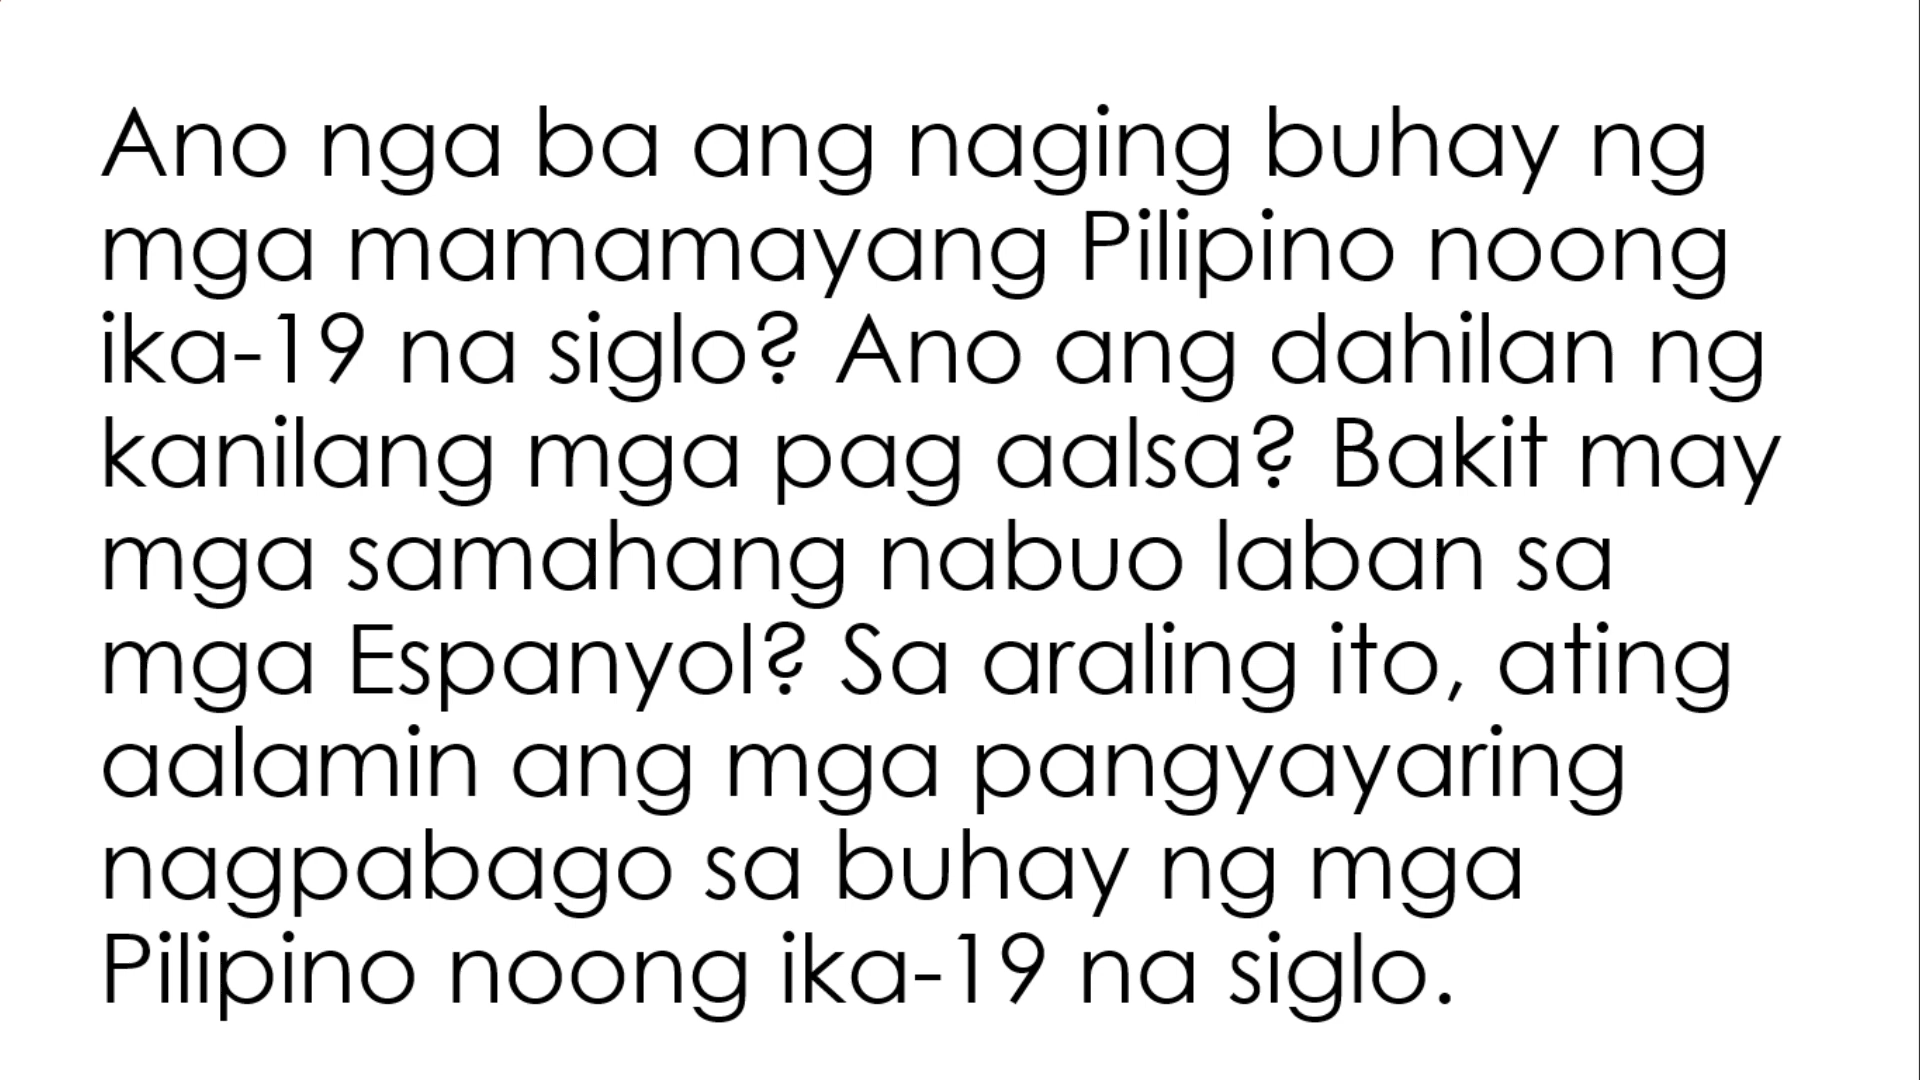 Ano nga ba ang naging buhay ng
mga mamamayang Pilipino noong
ika-19 na siglo? Ano ang dahilan ng
kanilang mga pag aalsa? Bakit may
mga samahang nabuo laban sa
mga Espanyol? Sa araling ito, ating
aalamin ang mga pangyayaring
nagpabago sa buhay ng mga
Pilipino noong ika-19 na siglo.